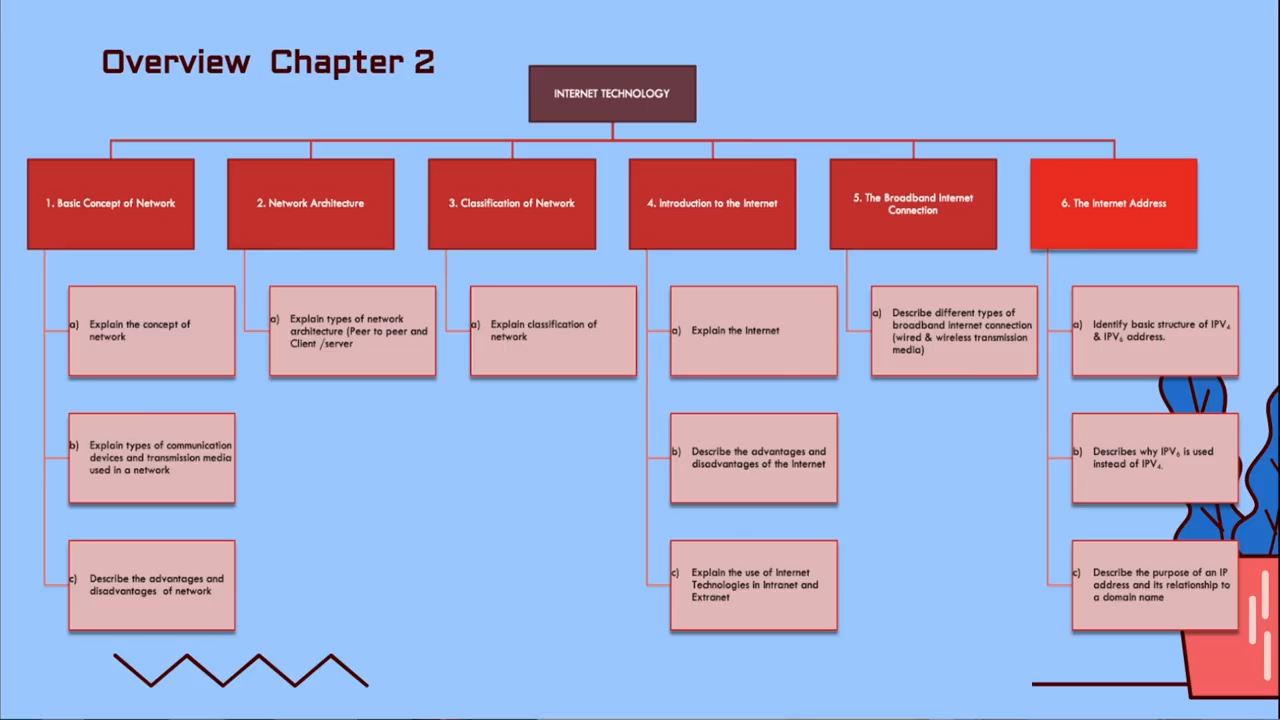 Overview Chapter 2
INTERNET TECHNOLOGY
1. Basic Concept of Network
a) Explain the concept of
network
b) Explain types of communication
devices and transmission media
used in a network
c) Describe the advantages and
disadvantages of network
2. Network Architecture
a) Explain types of network
architecture (Peer to peer and
Client /server
3. Classification of Network
a) Explain classification of
network
4. Introduction to the Internet
a) Explain the Internet
b) Describe the advantages and
disadvantages of the Internet
c) Explain the use of Internet
Technologies in Intranet and
Extranet
5. The Broadband Internet
Connection
a) Describe different types of
broadband internet connection
(wired & wireless transmission
media)
6. The Internet Address
a) Identify basic structure of IPV₄
& IPV₆ address.
b) Describes why IPV₆ is used
instead of IPV₄.
c) Describe the purpose of an IP
address and its relationship to
a domain name